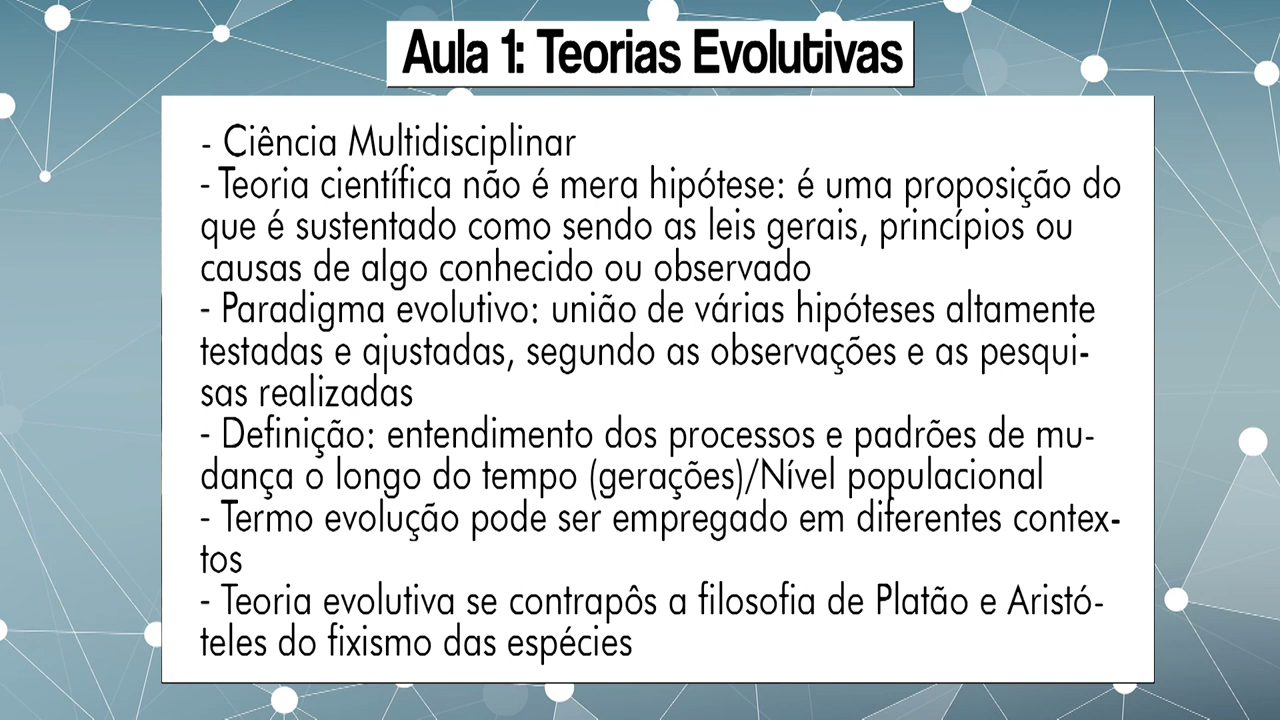 Aula 1: Teorias Evolutivas
- Ciência Multidisciplinar
- Teoria científica não é mera hipótese: é uma proposição do
que é sustentado como sendo as leis gerais, princípios ou
causas de algo conhecido ou observado
- Paradigma evolutivo: união de várias hipóteses altamente
testadas e ajustadas, segundo as observações e as pesqui-
sas realizadas
- Definição: entendimento dos processos e padrões de mu-
dança o longo do tempo (gerações)/Nível populacional
- Termo evolução pode ser empregado em diferentes contex-
tos
- Teoria evolutiva se contrapôs a filosofia de Platão e Aristó-
teles do fixismo das espécies